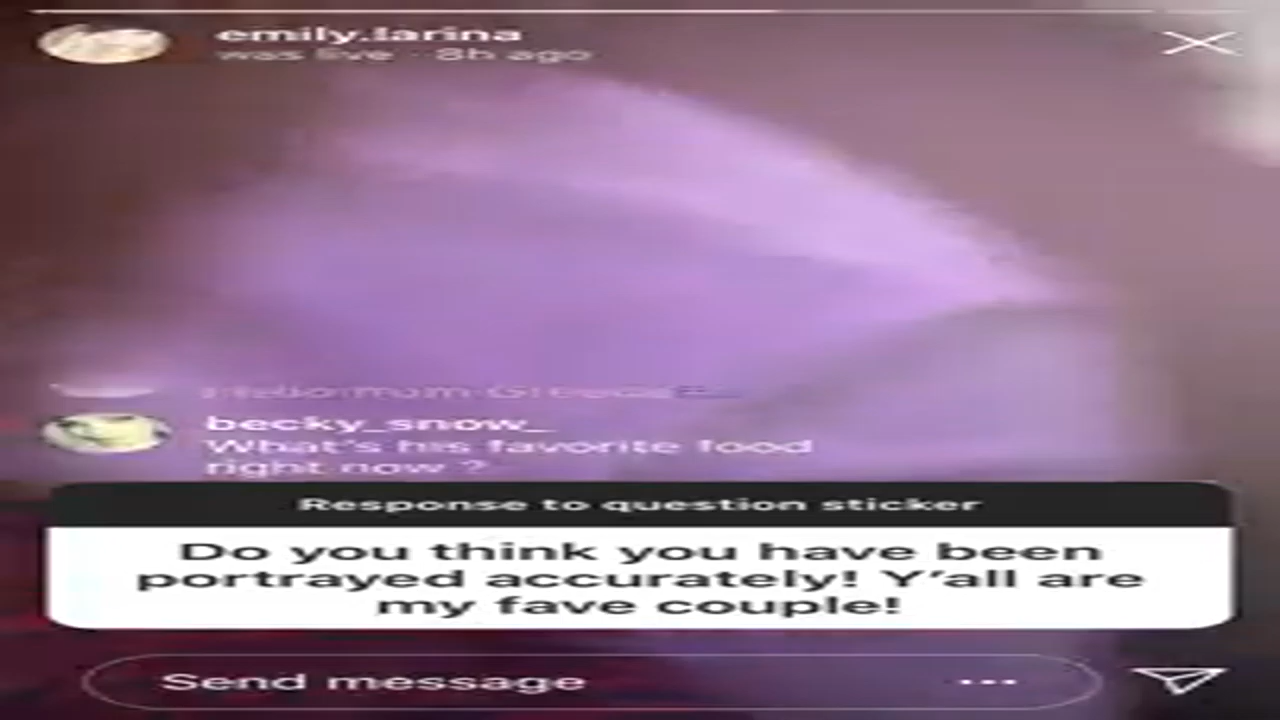 emily.larina
was live · 8h ago
becky_snow_
What's his favorite food
right now ?
Response to question sticker
Do you think you have been
portrayed accurately! Y'all are
my fave couple!
Send message